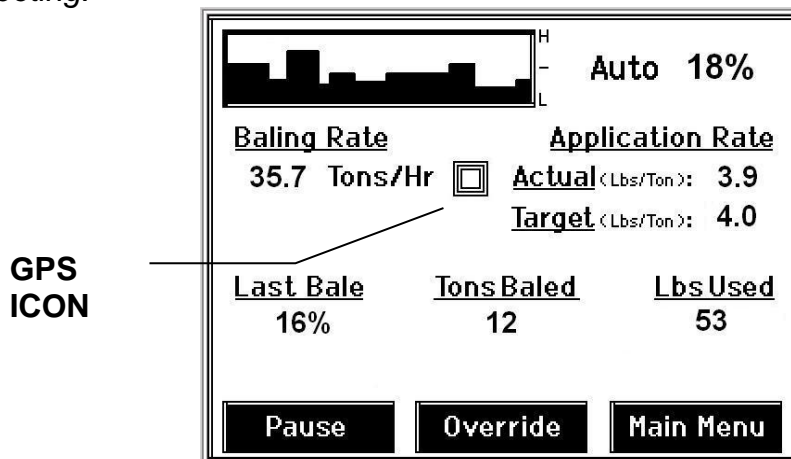 H
-
L
Auto 18%
Baling Rate
Application Rate
35.7 Tons/Hr
Actual (Lbs/Ton): 3.9
Target (Lbs/Ton): 4.0
GPS
ICON
Last Bale
Tons Baled
Lbs Used
16%
12
53
Pause
Override
Main Menu